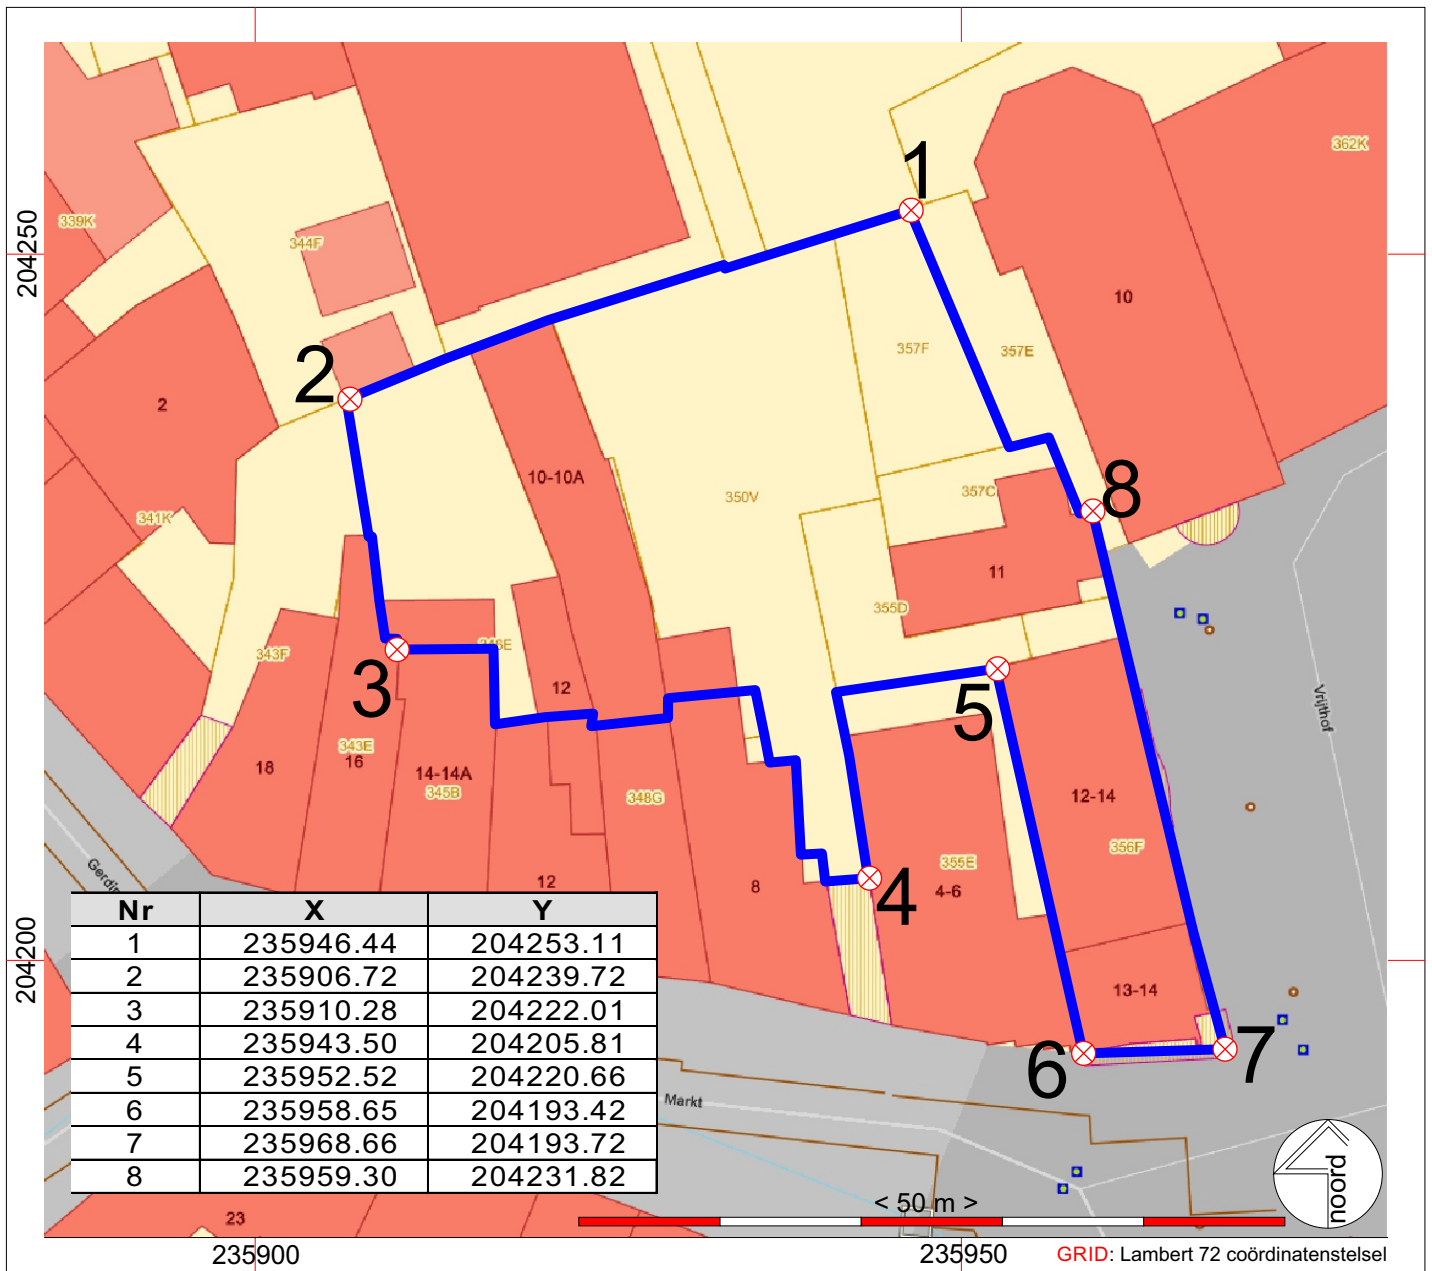 1
362K
339K
344F
204250
10
357F
357E
2
2
10-10A
350V
357C
8
341K
11
355D
343F
346E
3
12
5
Vrijthof
343E
16
18
14-14A
345B
348G
12-14
356F
355E
4-6
4
12
8
204200
13-14
6
7
Markt
Nr X Y
1 235946.44 204253.11
2 235906.72 204239.72
3 235910.28 204222.01
4 235943.50 204205.81
5 235952.52 204220.66
6 235958.65 204193.42
7 235968.66 204193.72
8 235959.30 204231.82
noord
< 50 m >
23
235900
235950
GRID: Lambert 72 coördinatenstelsel